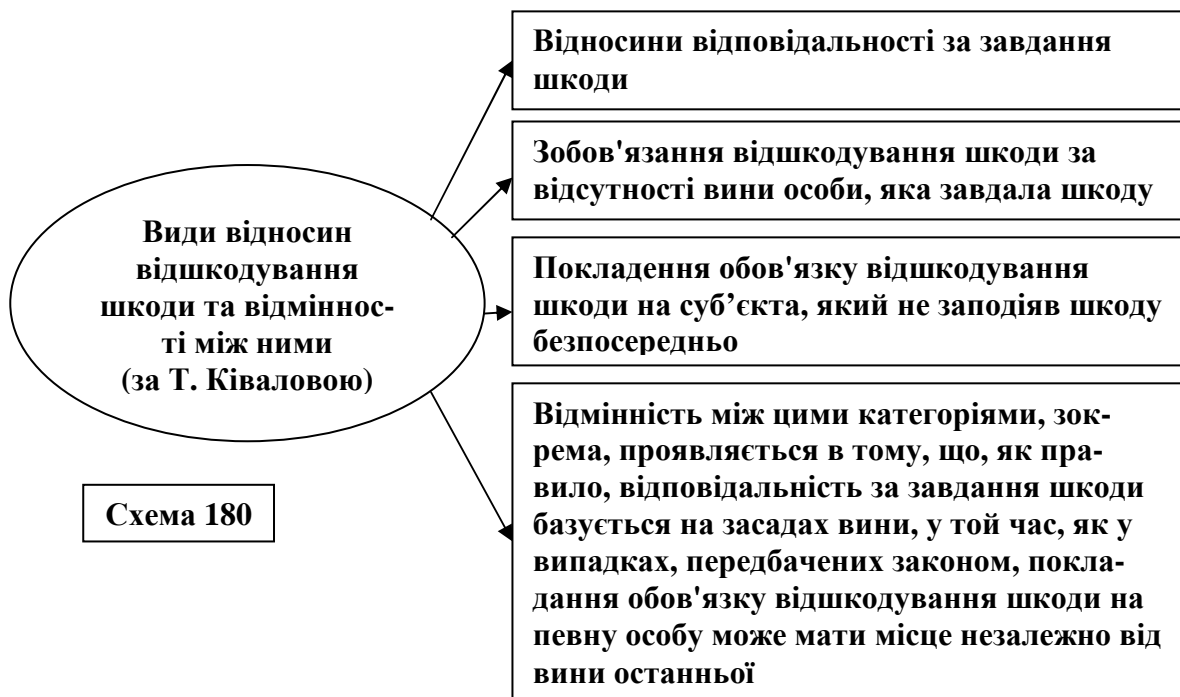 Відносини відповідальності за завдання
шкоди
Зобов'язання відшкодування шкоди за
відсутності вини особи, яка завдала шкоду
Види відносин
відшкодування
шкоди та відміннос-
ті між ними
(за Т. Ківаловою)
Покладення обов'язку відшкодування
шкоди на суб’єкта, який не заподіяв шкоду
безпосередньо
Відмінність між цими категоріями, зок-
рема, проявляється в тому, що, як пра-
вило, відповідальність за завдання шкоди
базується на засадах вини, у той час, як у
випадках, передбачених законом, покла-
дання обов'язку відшкодування шкоди на
певну особу може мати місце незалежно від
вини останньої
Схема 180